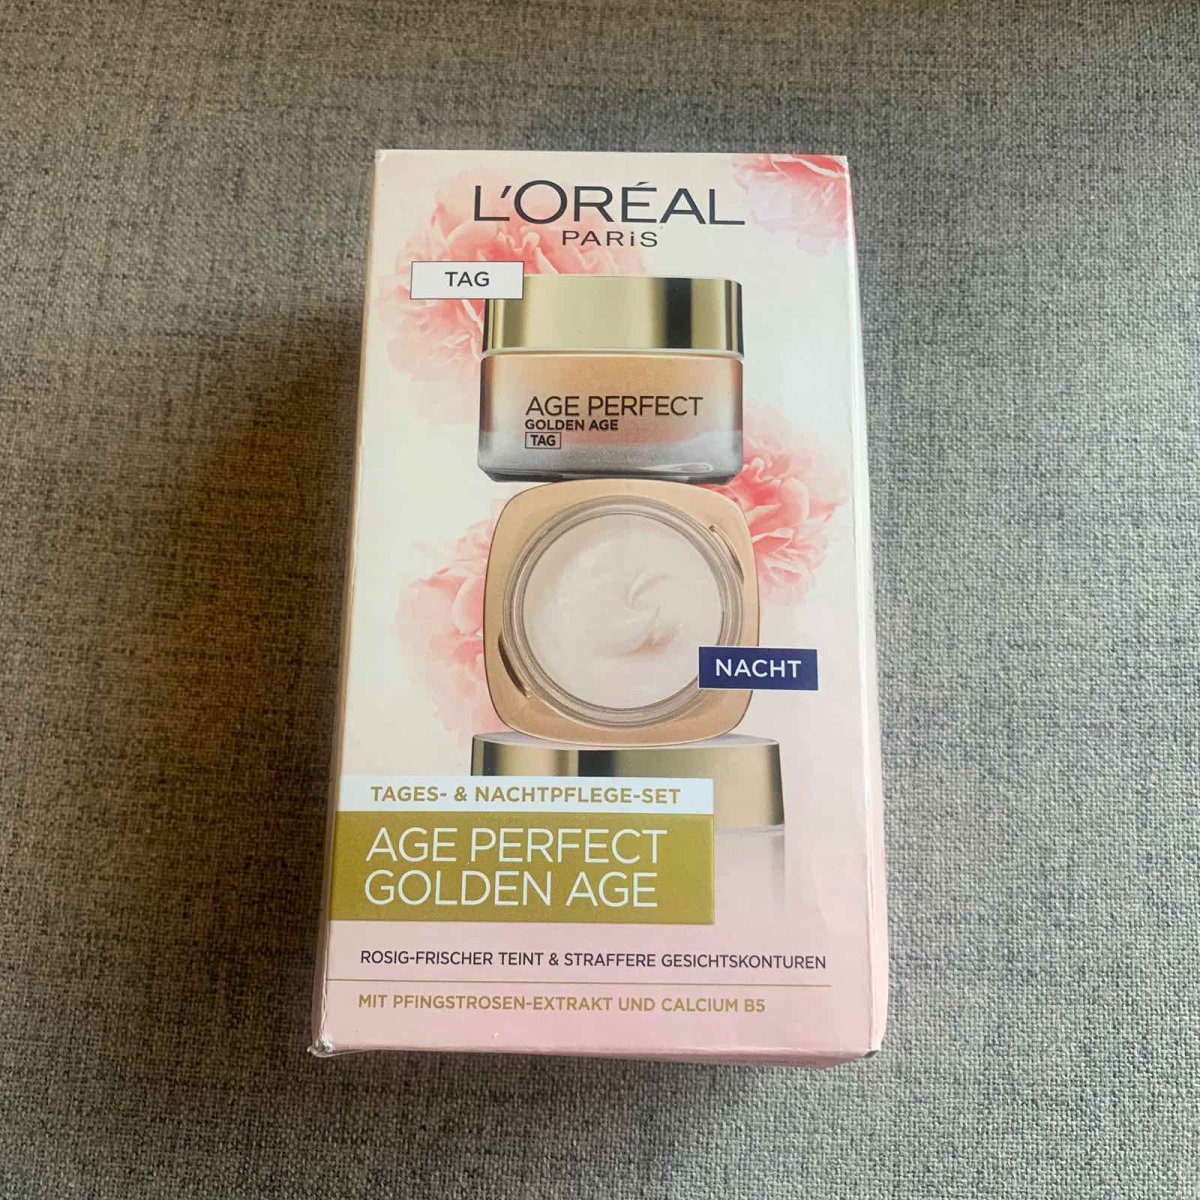 L'ORÉAL
PARiS
TAG
AGE PERFECT
GOLDEN AGE
TAG
NACHT
TAGES- & NACHTPFLEGE-SET
AGE PERFECT
GOLDEN AGE
ROSIG-FRISCHER TEINT & STRAFFERE GESICHTSKONTUREN
MIT PFINGSTROSEN-EXTRAKT UND CALCIUM B5